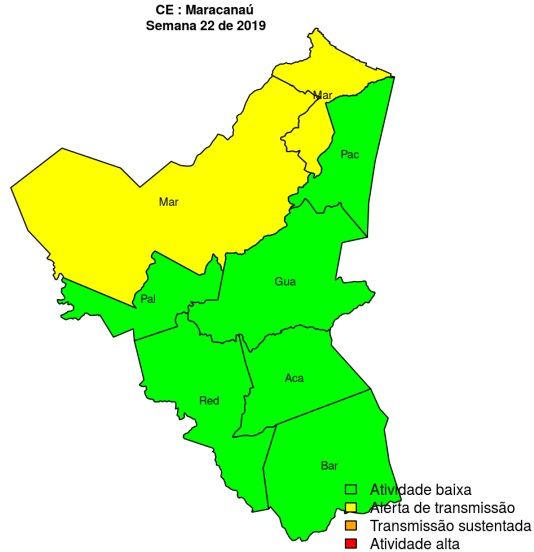 CE : Maracanaú
Semana 22 de 2019
Mar
Pac
Mar
Gua
Pal
Aca
Red
Bar
Atividade baixa
Alerta de transmissão
Transmissão sustentada
Atividade alta